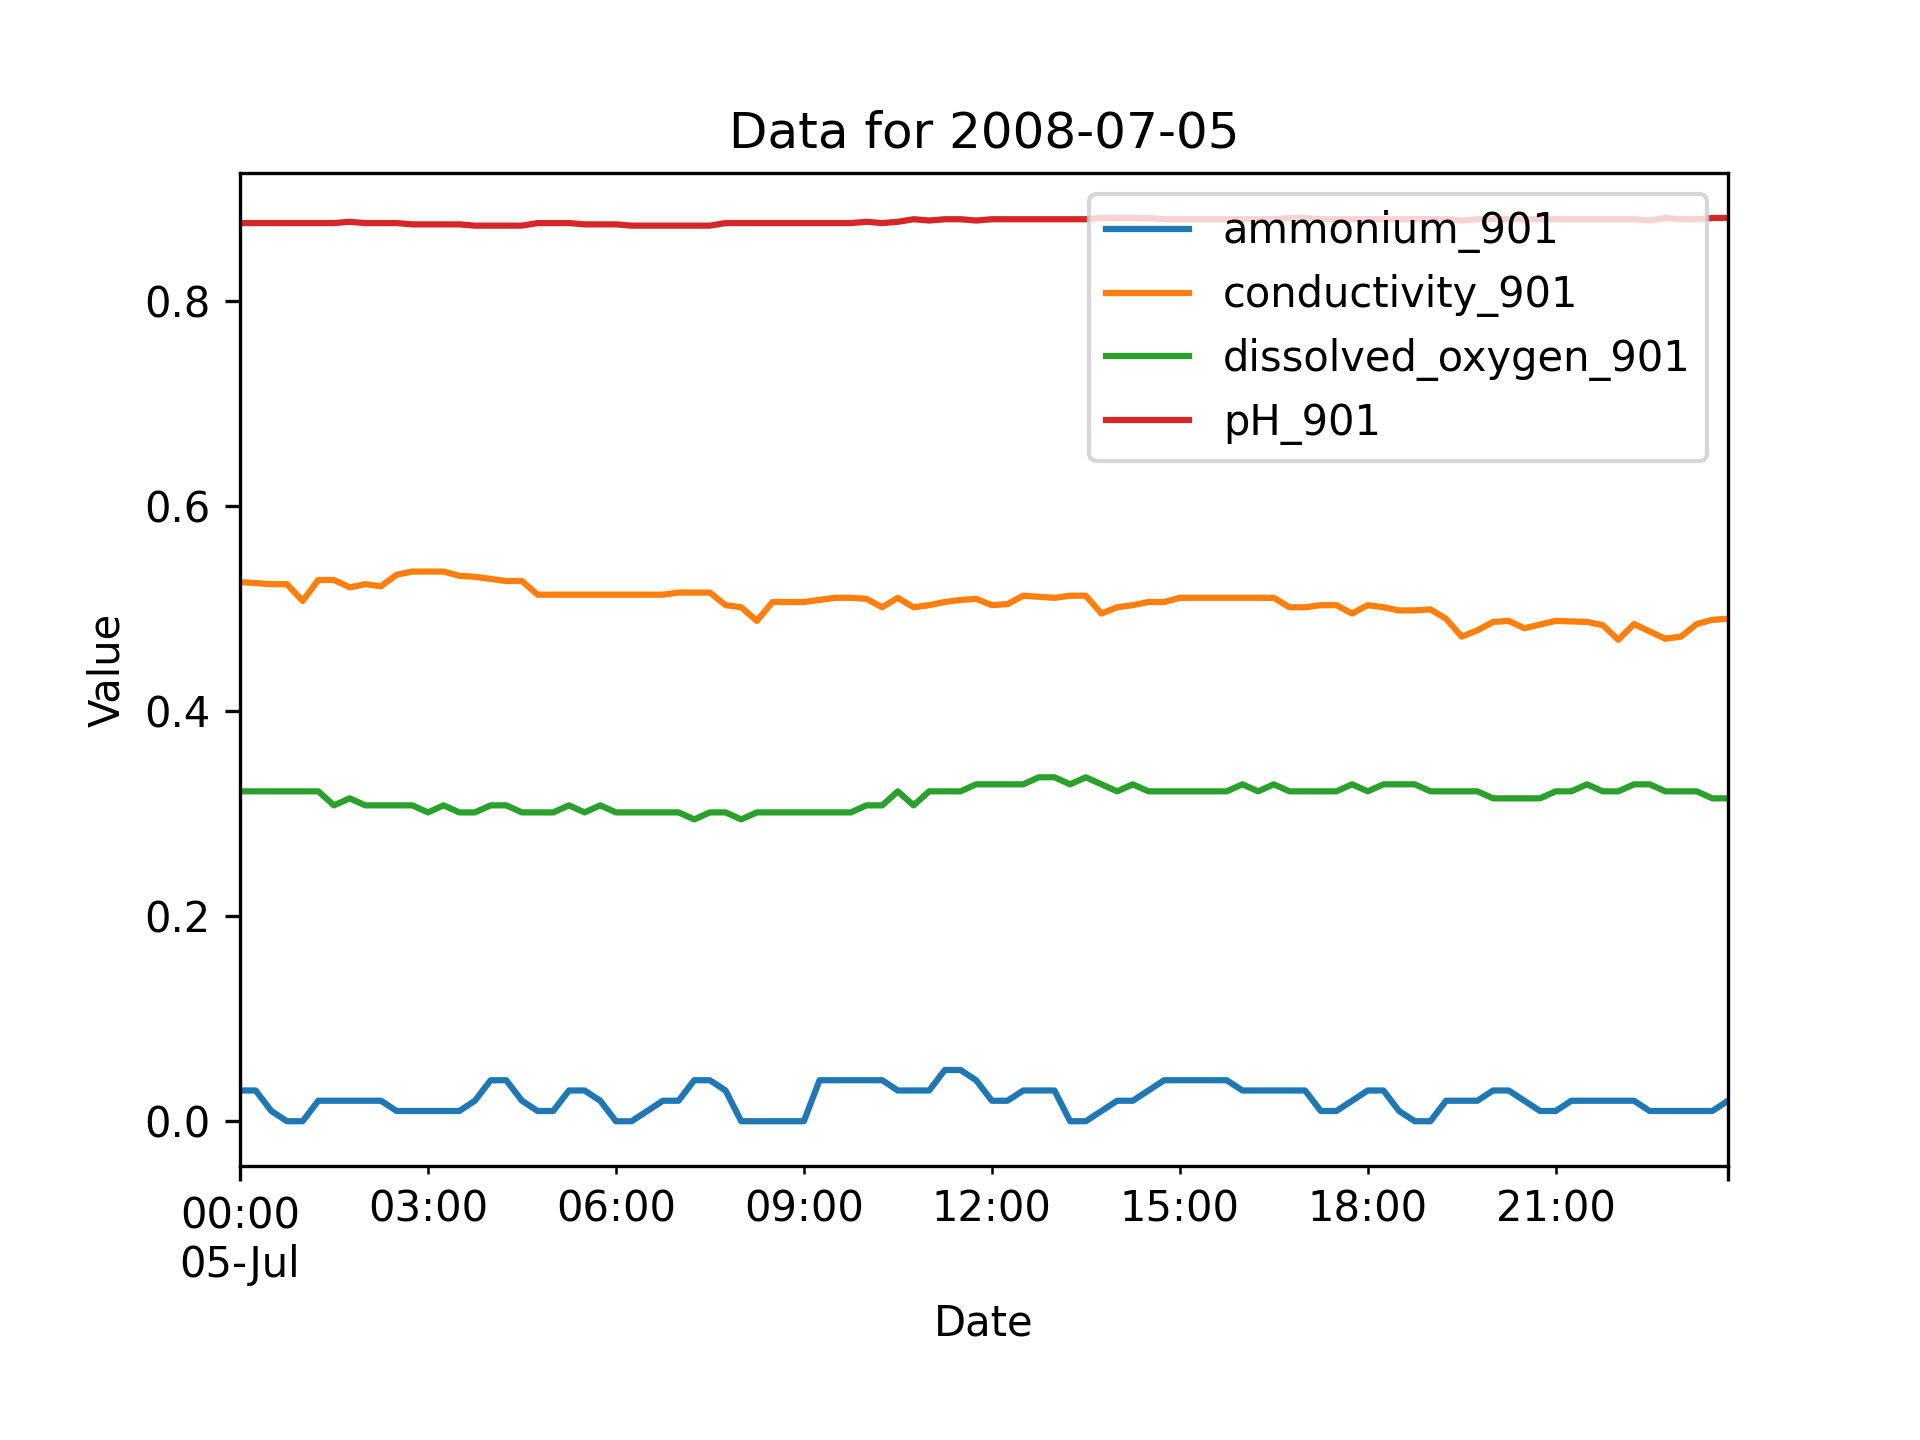 Data for 2008-07-05
ammonium_901
conductivity_901
dissolved_oxygen_901
pH_901
0.8
0.6
0.4
0.2
0.0
Value
00:00 03:00 06:00 09:00 12:00 15:00 18:00 21:00
05-Jul
Date